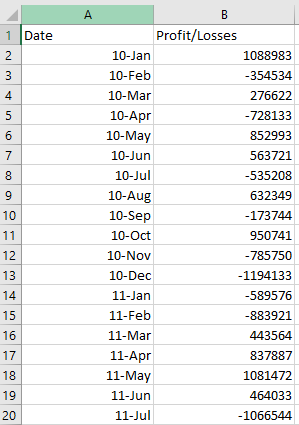 A B
1 Date Profit/Losses
2 10-Jan 1088983
3 10-Feb -354534
4 10-Mar 276622
5 10-Apr -728133
6 10-May 852993
7 10-Jun 563721
8 10-Jul -535208
9 10-Aug 632349
10 10-Sep -173744
11 10-Oct 950741
12 10-Nov -785750
13 10-Dec -1194133
14 11-Jan -589576
15 11-Feb -883921
16 11-Mar 443564
17 11-Apr 837887
18 11-May 1081472
19 11-Jun 464033
20 11-Jul -1066544